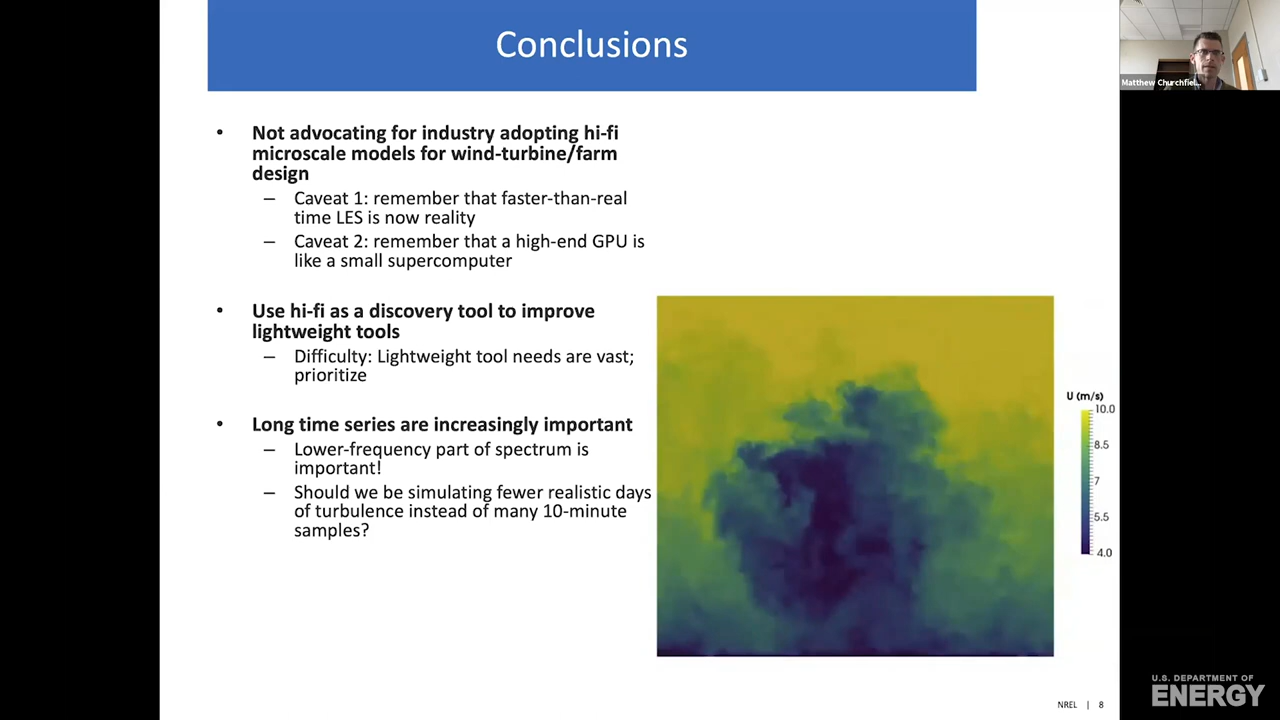 Conclusions
Matthew Churchfiel...
• Not advocating for industry adopting hi-fi
microscale models for wind-turbine/farm
design
– Caveat 1: remember that faster-than-real
time LES is now reality
– Caveat 2: remember that a high-end GPU is
like a small supercomputer
• Use hi-fi as a discovery tool to improve
lightweight tools
– Difficulty: Lightweight tool needs are vast;
prioritize
• Long time series are increasingly important
– Lower-frequency part of spectrum is
important!
– Should we be simulating fewer realistic days
of turbulence instead of many 10-minute
samples?
U (m/s)
10.0
8.5
7
5.5
4.0
NREL | 8
U.S. DEPARTMENT OF
ENERGY